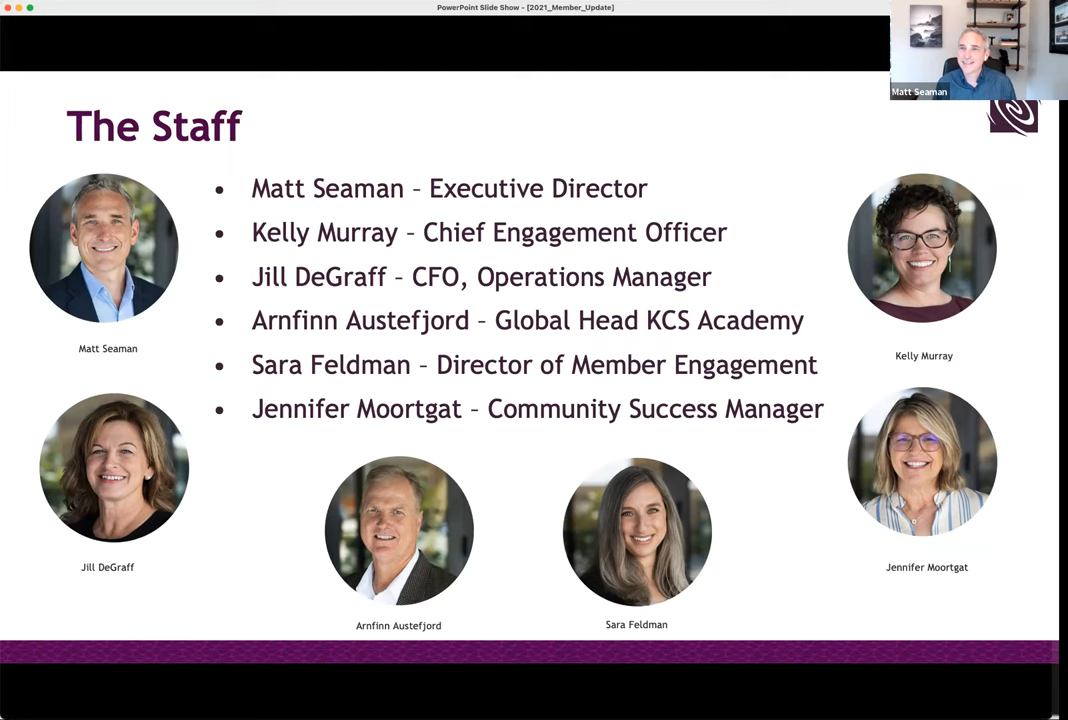 PowerPoint Slide Show - [2021_Member_Update]
Matt Seaman
The Staff
• Matt Seaman – Executive Director
• Kelly Murray – Chief Engagement Officer
• Jill DeGraff – CFO, Operations Manager
• Arnfinn Austefjord – Global Head KCS Academy
• Sara Feldman – Director of Member Engagement
• Jennifer Moortgat – Community Success Manager
Matt Seaman
Kelly Murray
Jill DeGraff
Jennifer Moortgat
Arnfinn Austefjord
Sara Feldman